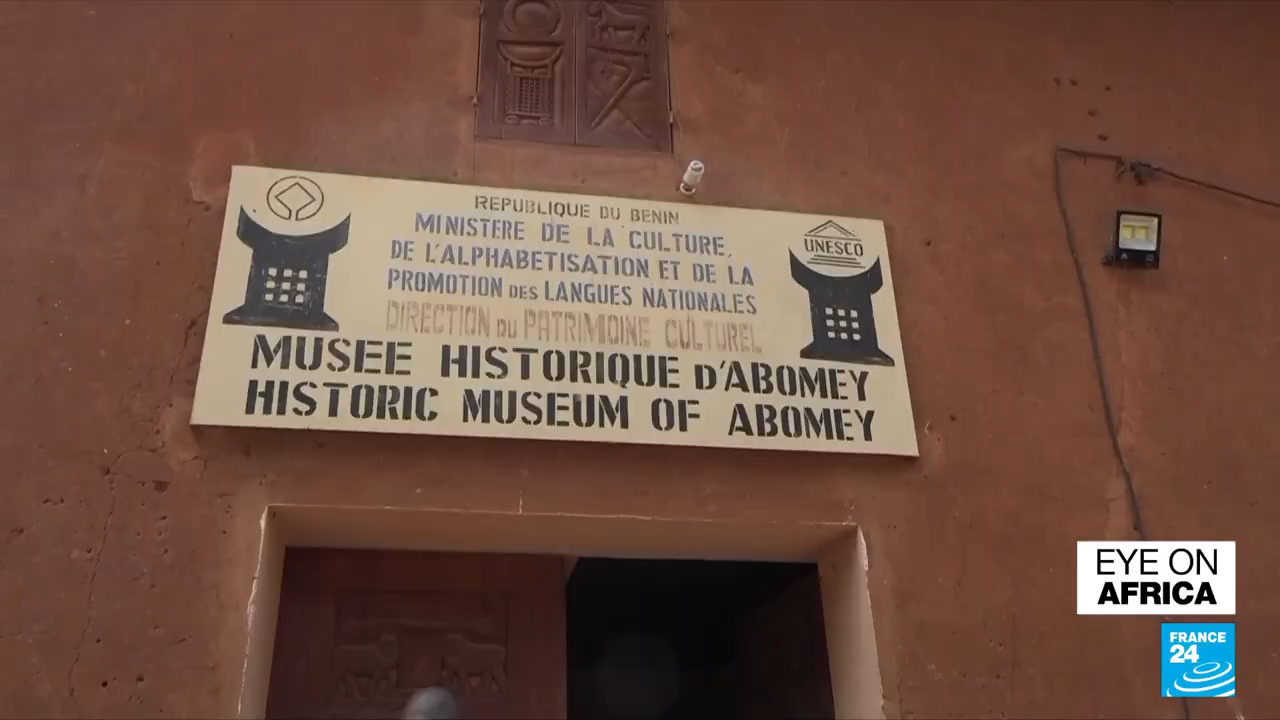 REPUBLIQUE DU BENIN
MINISTERE DE LA CULTURE,
DE L'ALPHABETISATION ET DE LA
PROMOTION DES LANGUES NATIONALES
DIRECTION DU PATRIMOINE CULTUREL
MUSEE HISTORIQUE D'ABOMEY
HISTORIC MUSEUM OF ABOMEY
UNESCO
EYE ON
AFRICA
FRANCE
24